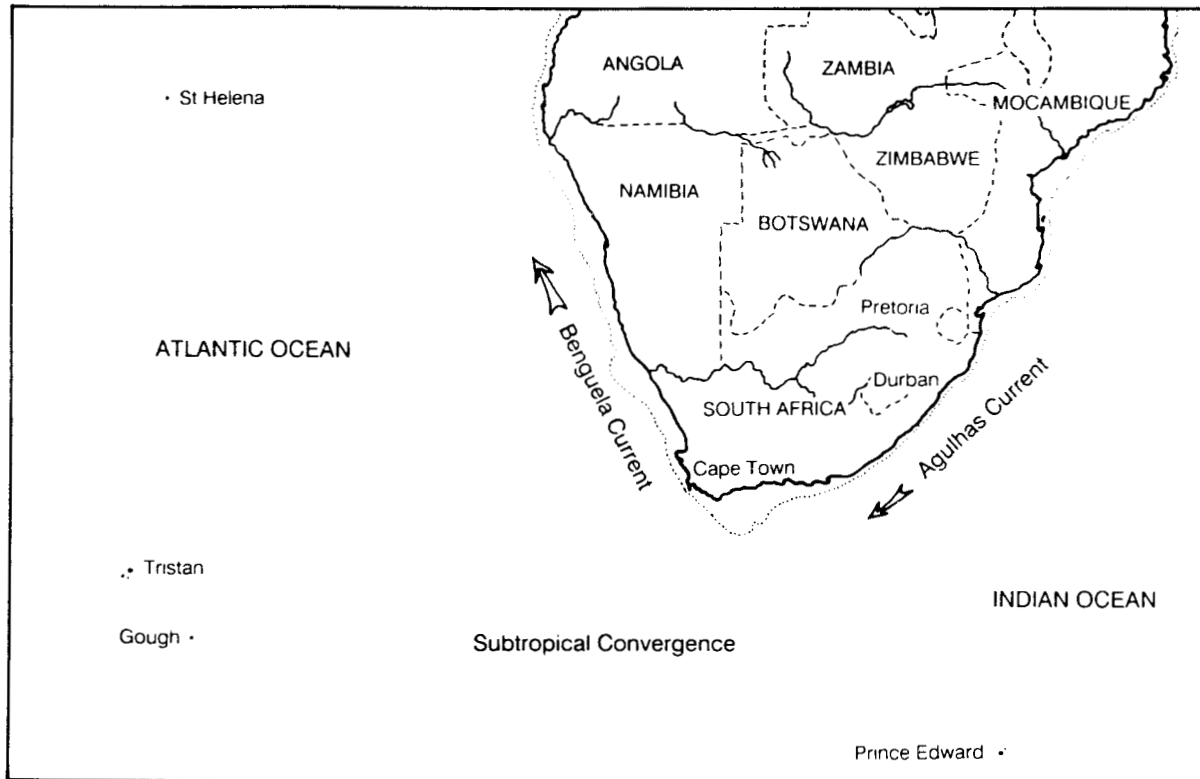 ANGOLA
ZAMBIA
St Helena
MOCAMBIQUE
ZIMBABWE
NAMIBIA
BOTSWANA
Pretoria
ATLANTIC OCEAN
Benguela Current
Durban
SOUTH AFRICA
Agulhas Current
Cape Town
Tristan
INDIAN OCEAN
Gough
Subtropical Convergence
Prince Edward